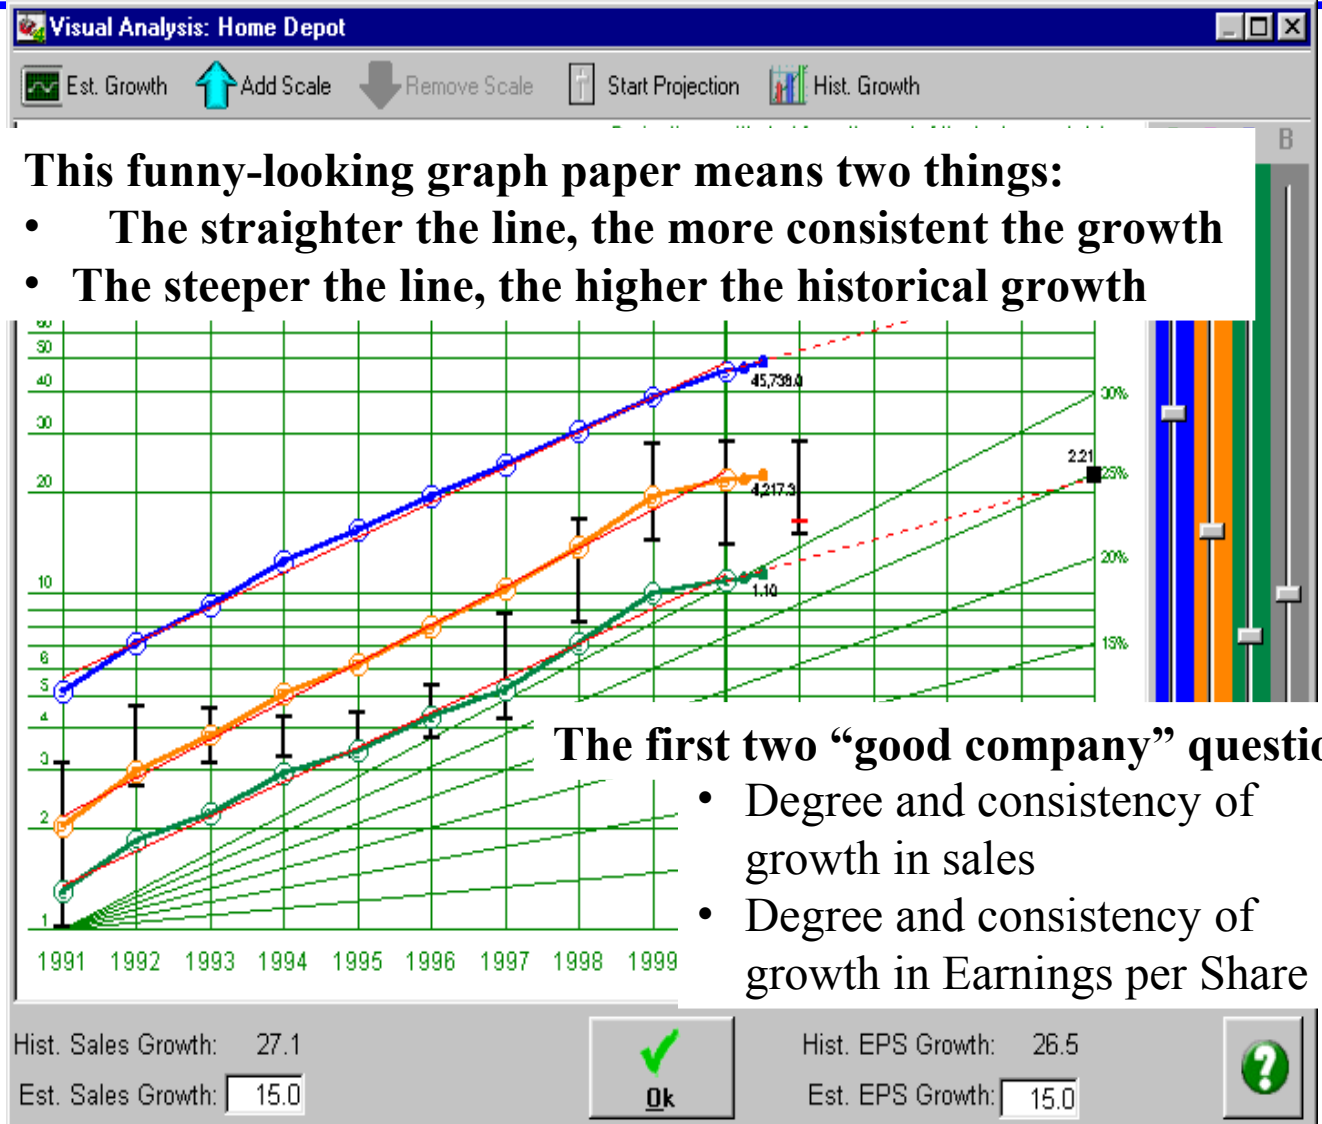 Visual Analysis: Home Depot
Est. Growth Add Scale Remove Scale Start Projection Hist. Growth
B
This funny-looking graph paper means two things:
• The straighter the line, the more consistent the growth
• The steeper the line, the higher the historical growth
50
40
45,739.0
30%
30
2.21
25%
20
4,217.3
20%
10
1.10
15%
6
5
4
The first two “good company”
3
• Degree and consistency of
2
growth in sales
• Degree and consistency of
1
growth in Earnings per Share
1991 1992 1993 1994 1995 1996 1997 1998 1999
Hist. Sales Growth: 27.1
Hist. EPS Growth: 26.5
Est. Sales Growth: 15.0
Ok
Est. EPS Growth: 15.0
?